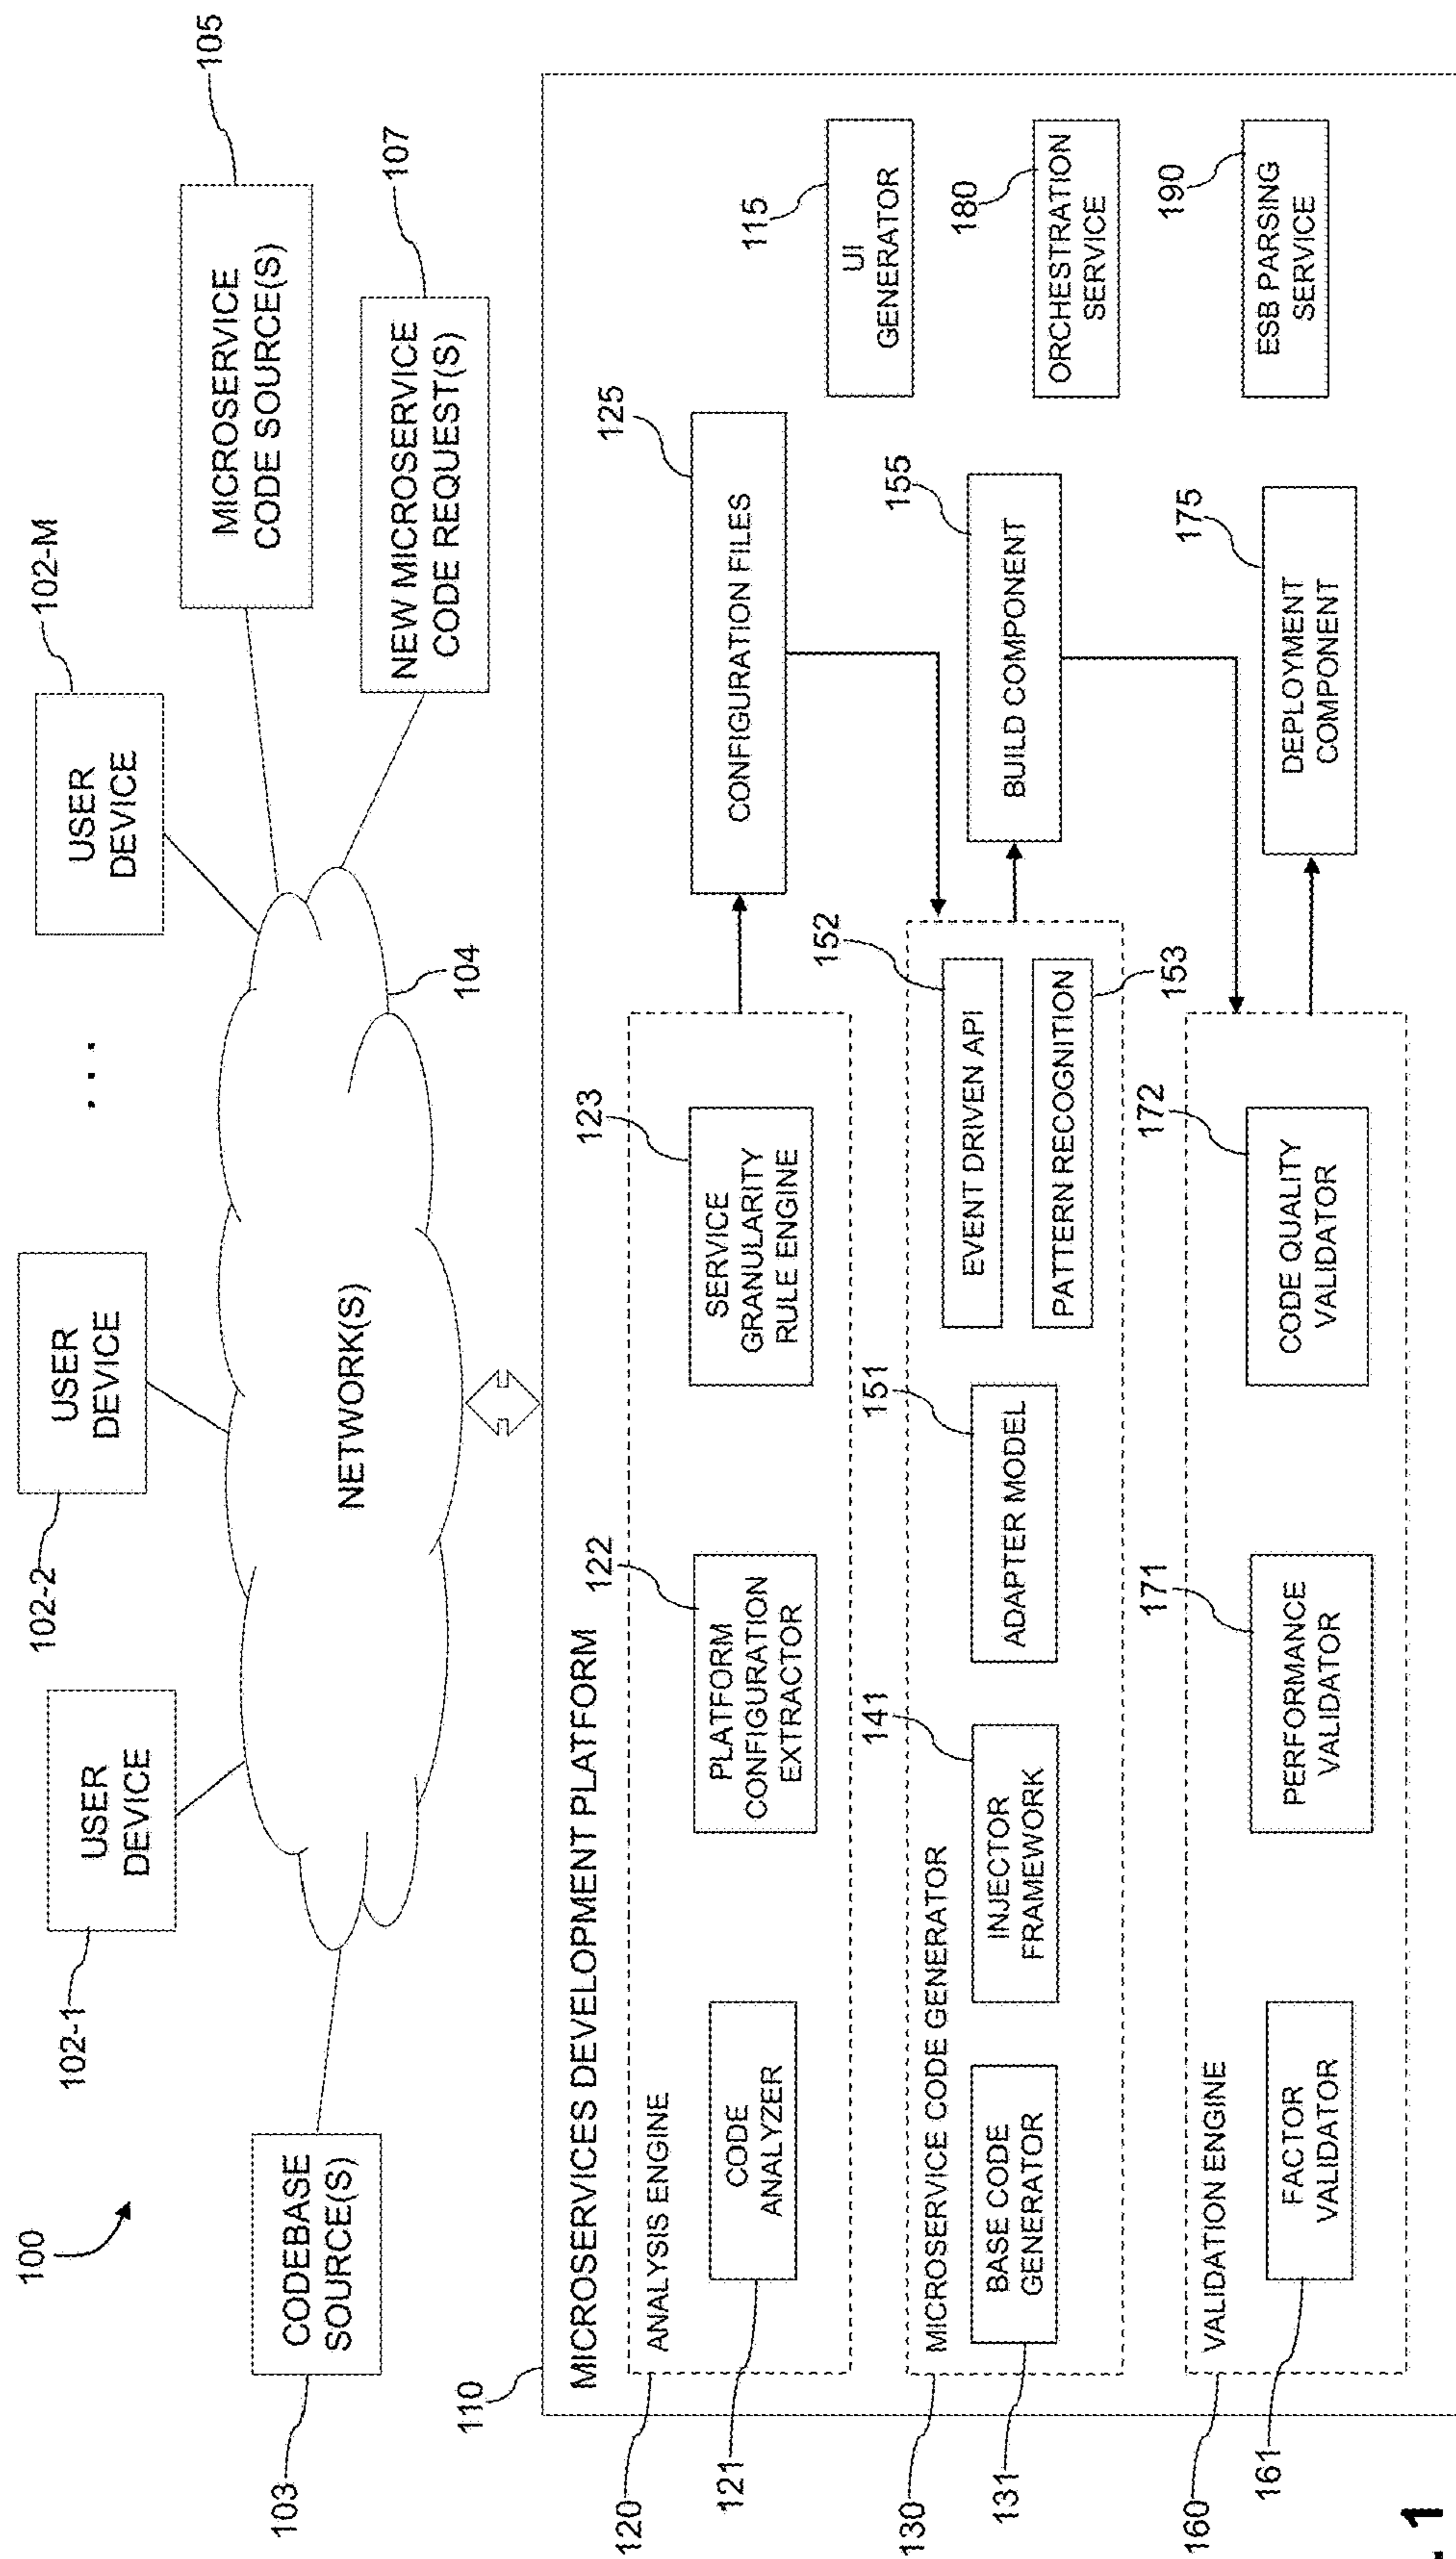 100
102-1
USER
DEVICE
102-2
USER
DEVICE
. . .
102-M
USER
DEVICE
103
CODEBASE
SOURCE(S)
NETWORK(S)
104
MICROSERVICE
CODE SOURCE(S)
105
NEW MICROSERVICE
CODE REQUEST(S)
107
110
MICROSERVICES DEVELOPMENT PLATFORM
120
ANALYSIS ENGINE
121
CODE
ANALYZER
122
PLATFORM
CONFIGURATION
EXTRACTOR
123
SERVICE
GRANULARITY
RULE ENGINE
125
CONFIGURATION FILES
115
UI
GENERATOR
130
MICROSERVICE CODE GENERATOR
131
BASE CODE
GENERATOR
141
INJECTOR
FRAMEWORK
151
ADAPTER MODEL
152
EVENT DRIVEN API
PATTERN RECOGNITION
153
155
BUILD COMPONENT
180
ORCHESTRATION
SERVICE
160
VALIDATION ENGINE
161
FACTOR
VALIDATOR
171
PERFORMANCE
VALIDATOR
172
CODE QUALITY
VALIDATOR
175
DEPLOYMENT
COMPONENT
190
ESB PARSING
SERVICE
1